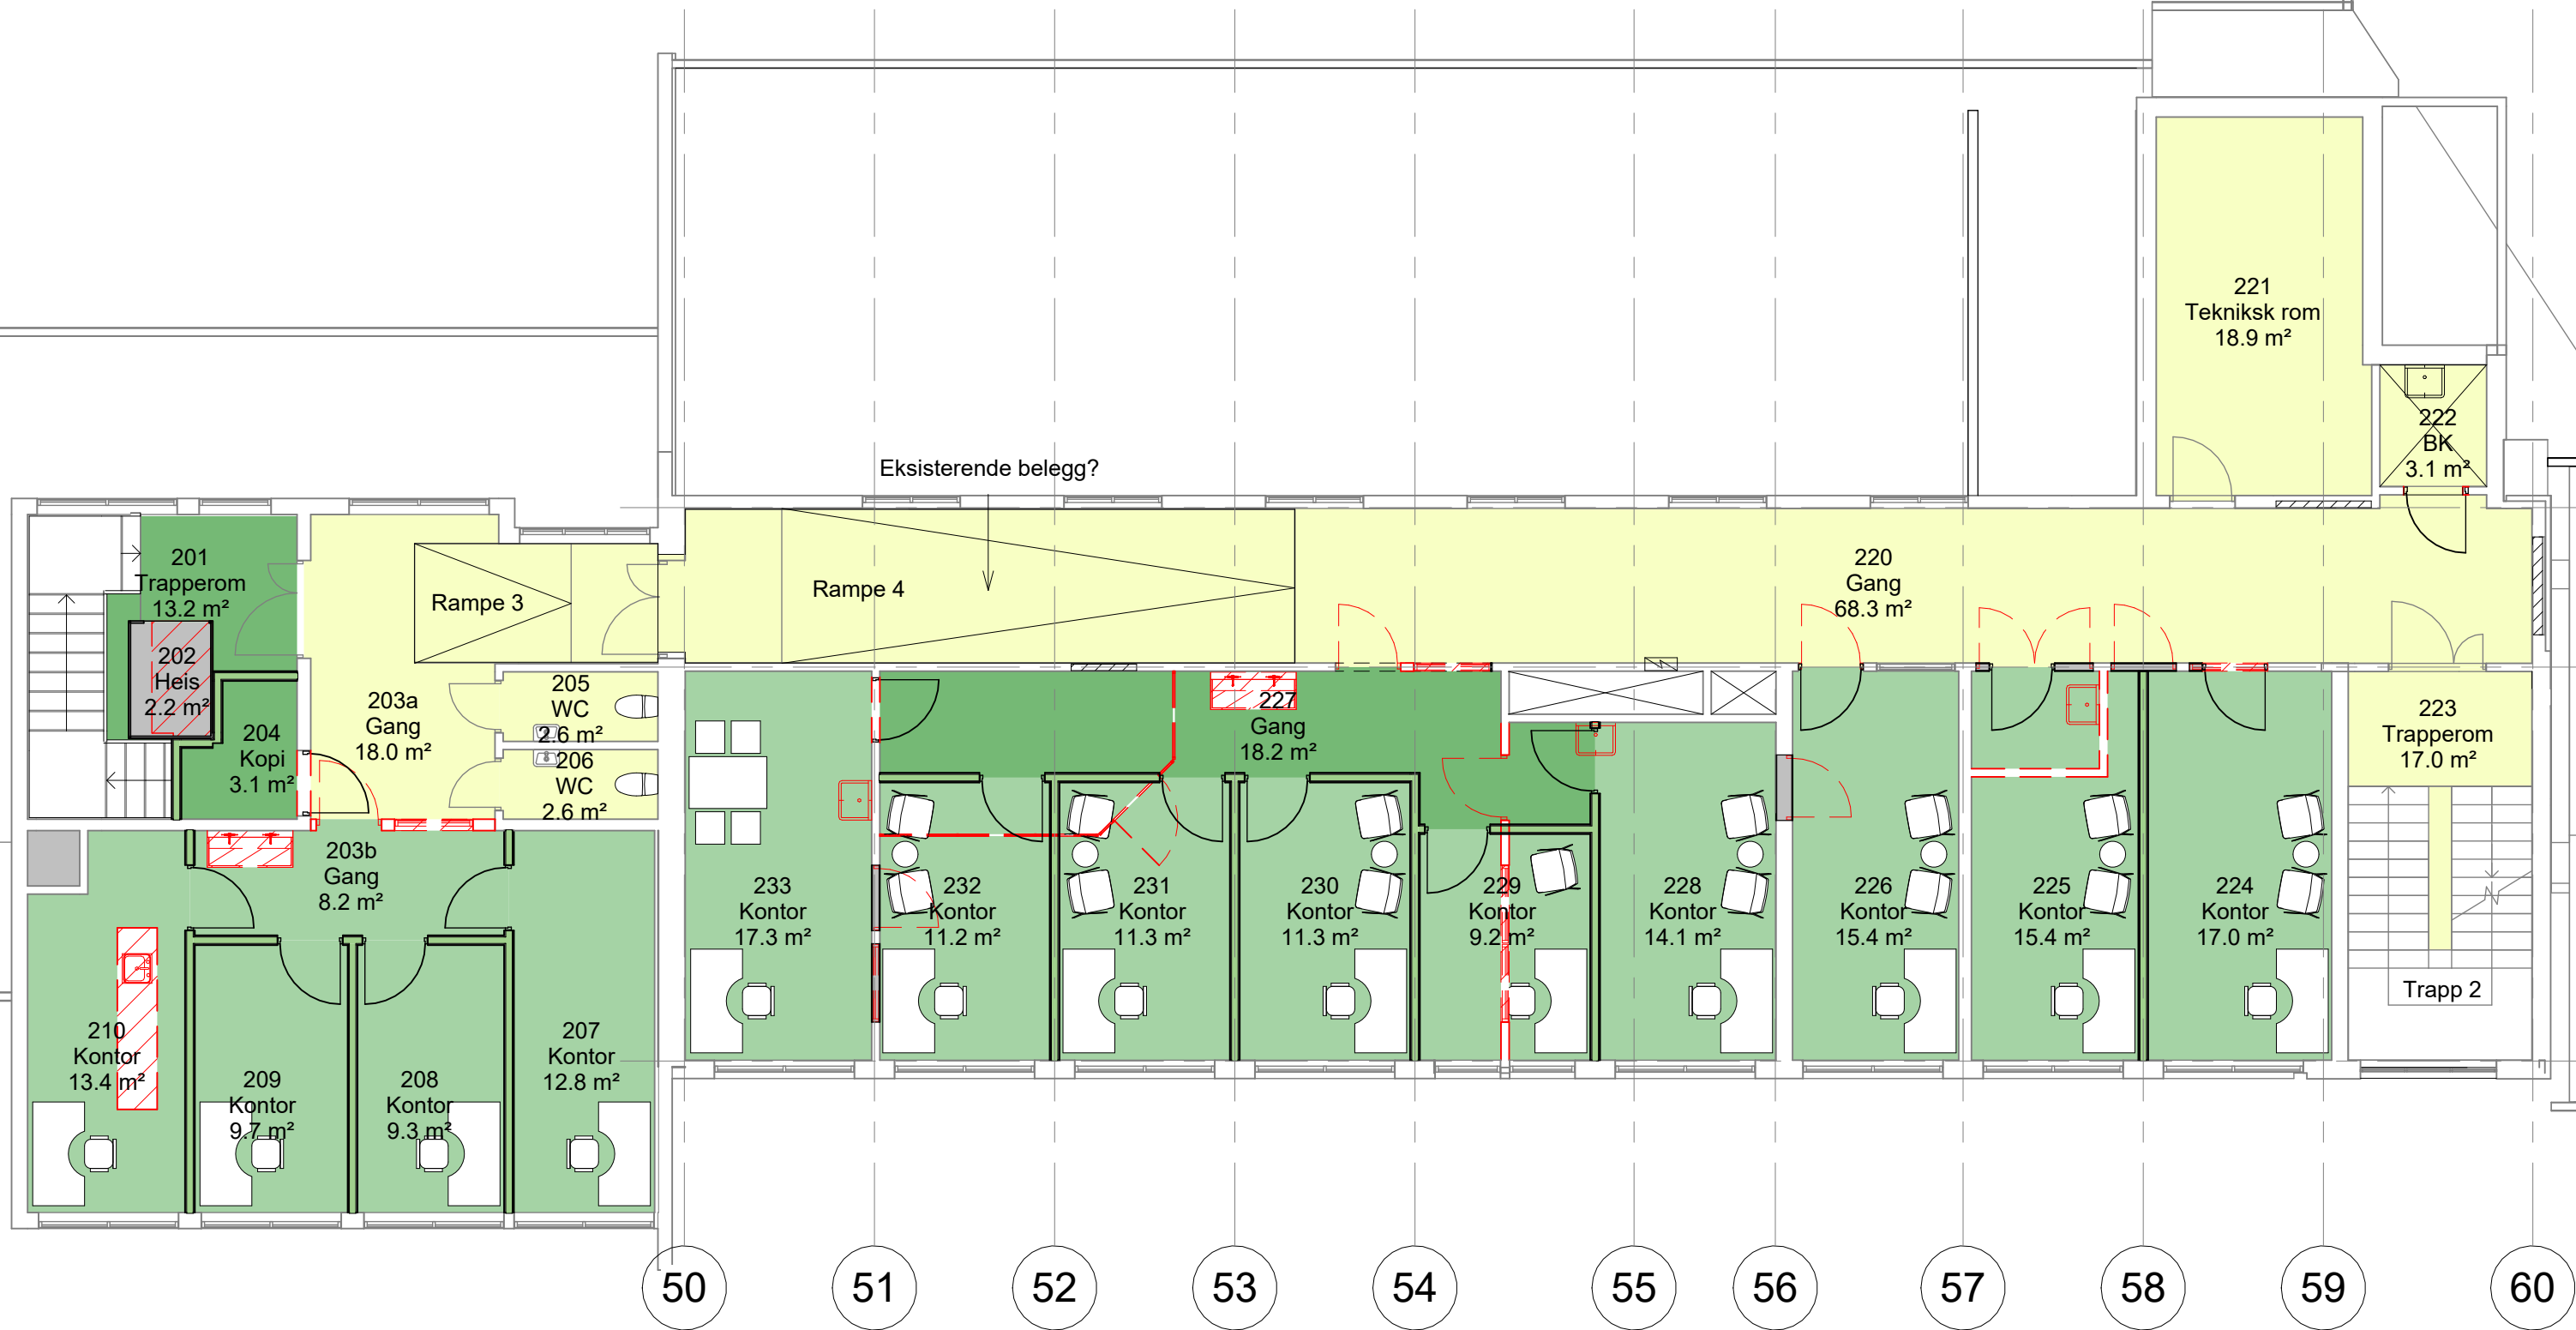 221
Tekniksk rom
18.9 m²
222
BK
3.1 m²
Eksisterende belegg?
201
Trapperom
13.2 m²
Rampe 3
Rampe 4
220
Gang
68.3 m²
202
Heis
2.2 m²
204
Kopi
3.1 m²
203a
Gang
18.0 m²
205
WC
2.6 m²
206
WC
2.6 m²
227
Gang
18.2 m²
223
Trapperom
17.0 m²
203b
Gang
8.2 m²
233
Kontor
17.3 m²
232
Kontor
11.2 m²
231
Kontor
11.3 m²
230
Kontor
11.3 m²
229
Kontor
9.2 m²
228
Kontor
14.1 m²
226
Kontor
15.4 m²
225
Kontor
15.4 m²
224
Kontor
17.0 m²
Trapp 2
210
Kontor
13.4 m²
209
Kontor
9.7 m²
208
Kontor
9.3 m²
207
Kontor
12.8 m²
50
51
52
53
54
55
56
57
58
59
60